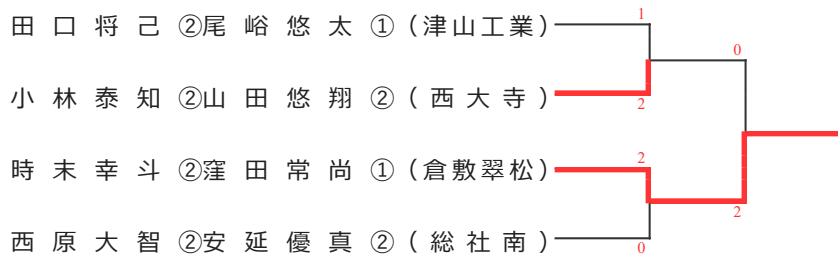 田口将己②尾崎悠太①(津山工業)
1
0
小林泰知②山田悠翔②(西大寺)
2
時末幸斗②窪田常尚①(倉敷翠松)
2
2
西原大智②安延優真②(総社南)
0